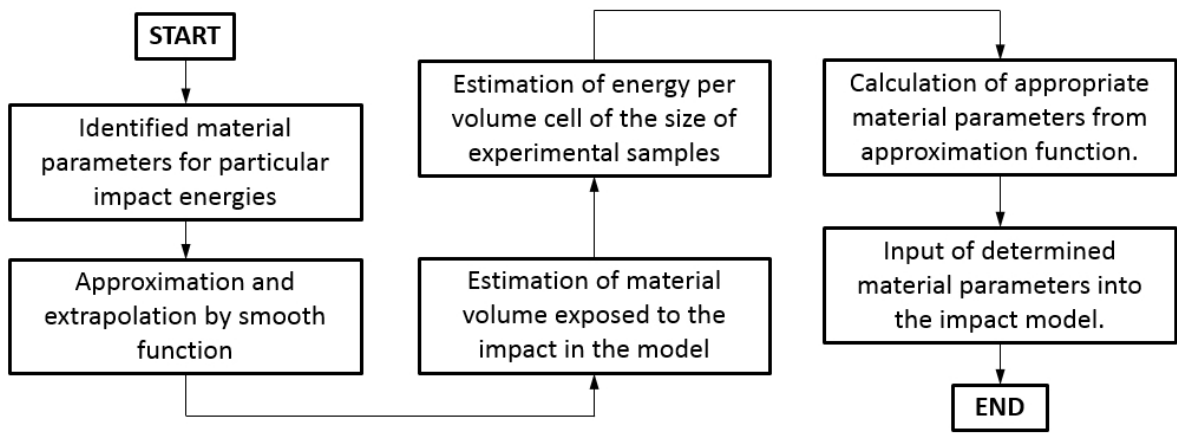 START
Identified material
parameters for particular
impact energies
Approximation and
extrapolation by smooth
function
Estimation of material
volume exposed to the
impact in the model
Estimation of energy per
volume cell of the size of
experimental samples
Calculation of appropriate
material parameters from
approximation function.
Input of determined
material parameters into
the impact model.
END